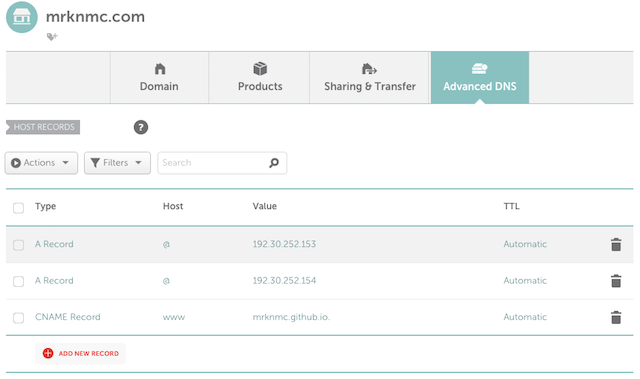 mrknmc.com
Domain
Products
Sharing & Transfer
Advanced DNS
HOST RECORDS ?
Actions Filters Search
Type Host Value TTL
A Record @ 192.30.252.153 Automatic
A Record @ 192.30.252.154 Automatic
CNAME Record www mrknmc.github.io. Automatic
ADD NEW RECORD